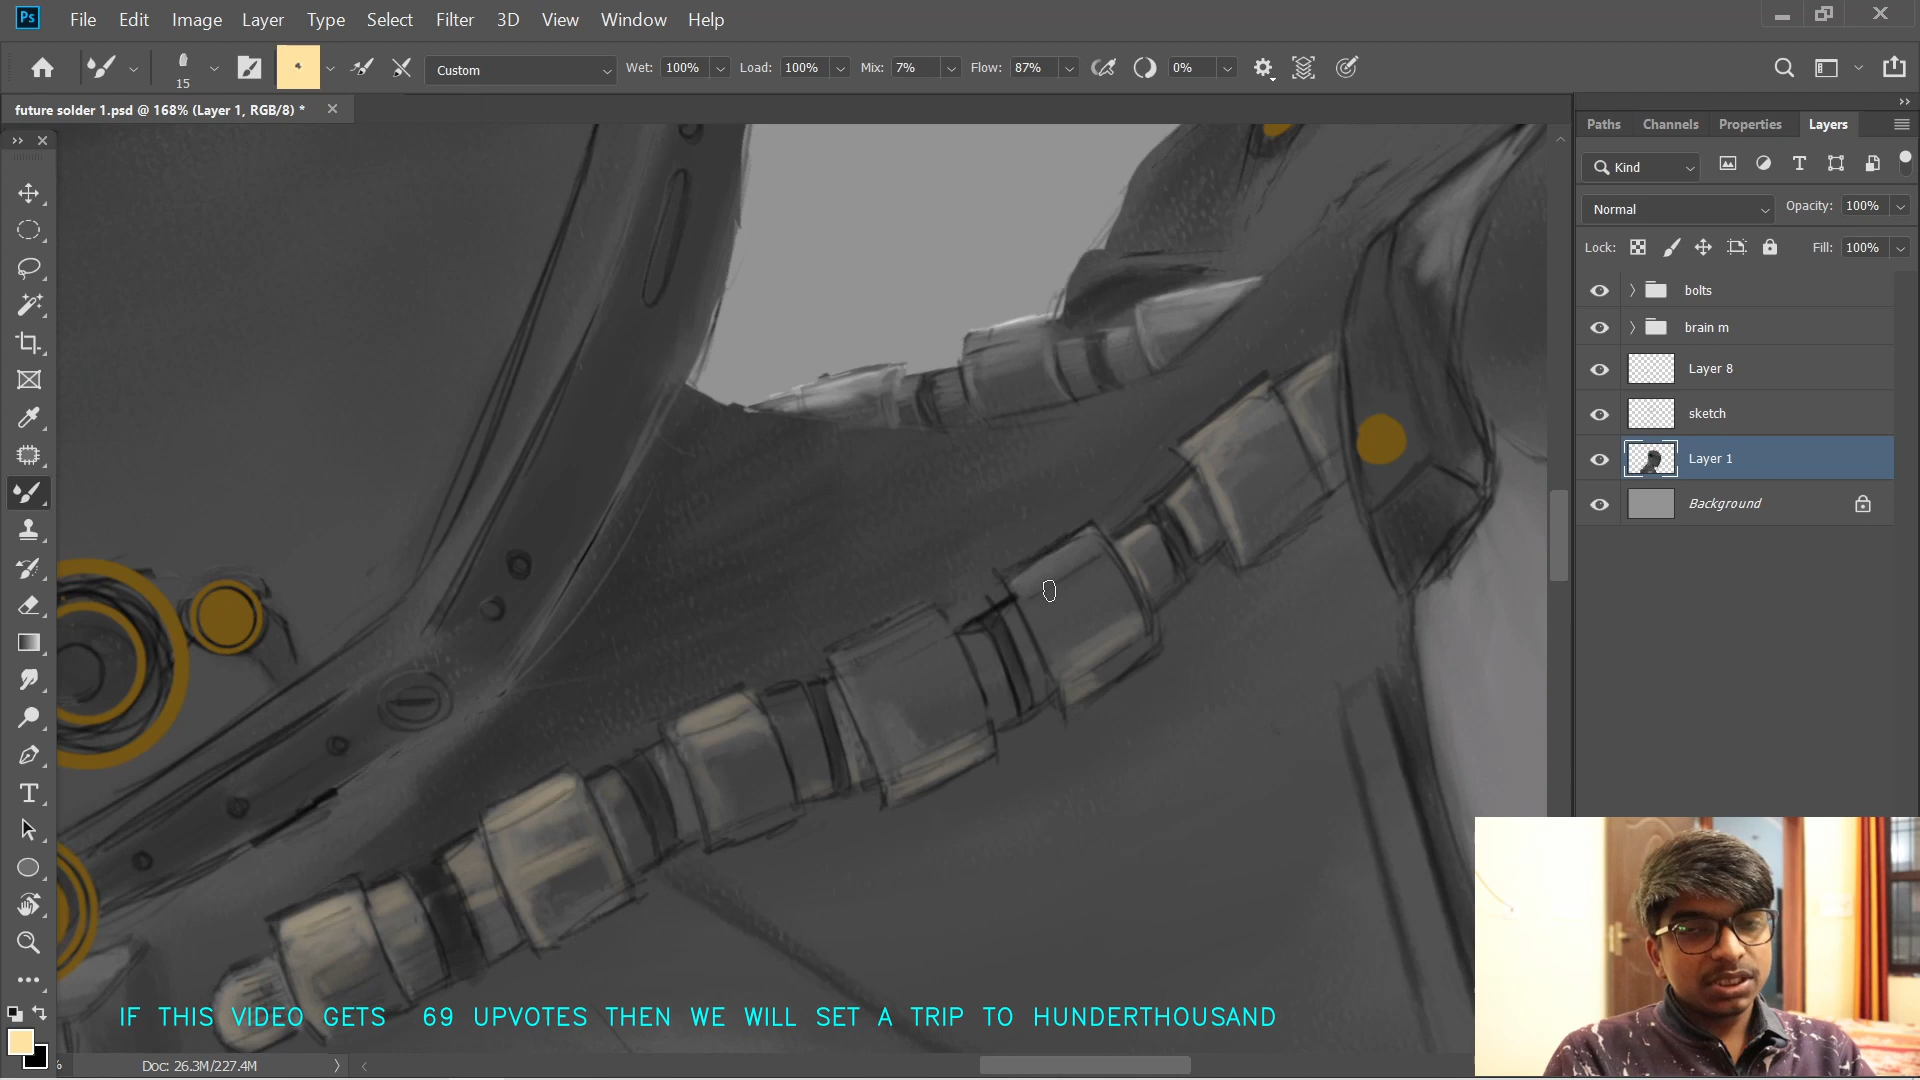 Ps File Edit Image Layer Type Select Filter 3D View Window Help
15 Custom Wet: 100% Load: 100% Mix: 7% Flow: 87% 0%
future solder 1.psd @ 168% (Layer 1, RGB/8) *
Paths Channels Properties Layers
Kind
Normal Opacity: 100%
Lock: Fill: 100%
bolts
brain m
Layer 8
sketch
Layer 1
Background
IF THIS VIDEO GETS 69 UPVOTES THEN WE WILL SET A TRIP TO HUNDERTHOUSAND
% Doc: 26.3M/227.4M